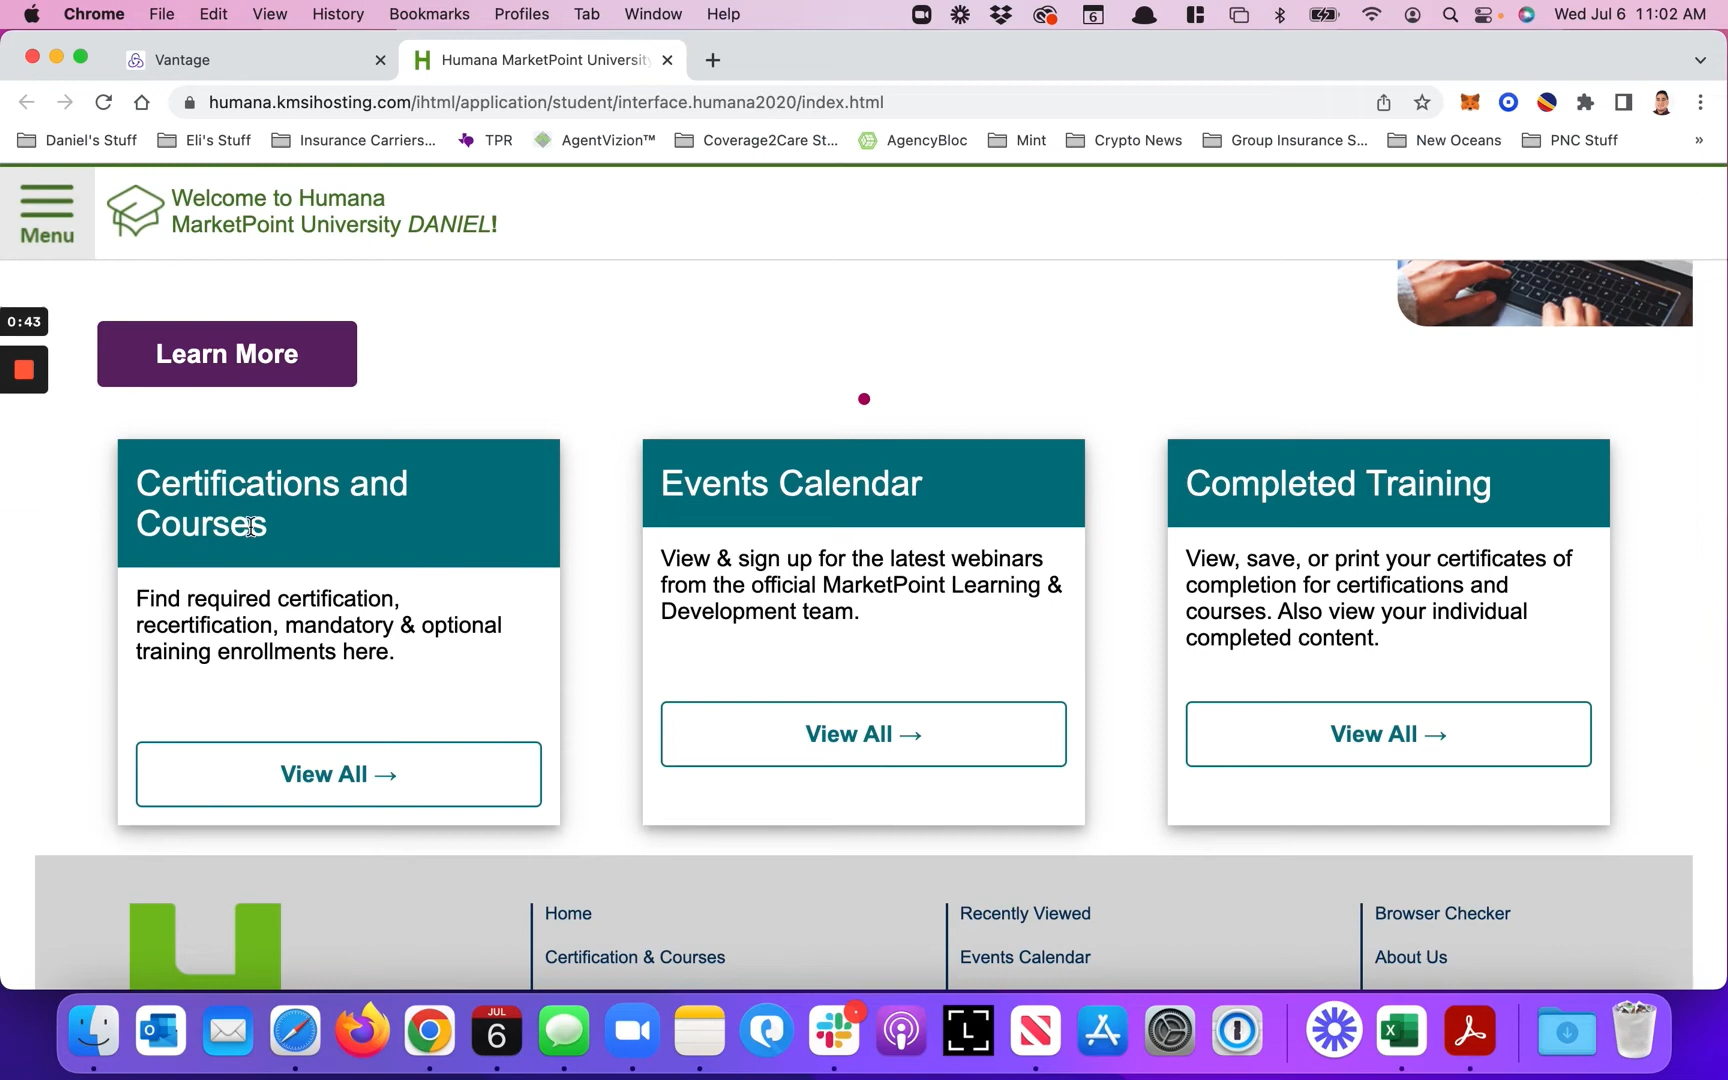 Chrome File Edit View History Bookmarks Profiles Tab Window Help 6 Wed Jul 6 11:02 AM
Vantage Humana MarketPoint University
humana.kmsihosting.com/ihtml/application/student/interface.humana2020/index.html
Daniel's Stuff Eli's Stuff Insurance Carriers... TPR AgentVizion™ Coverage2Care St... AgencyBloc Mint Crypto News Group Insurance S... New Oceans PNC Stuff »
Menu
Welcome to Humana
MarketPoint University DANIEL!
0:43
Learn More
Certifications and
Courses
Find required certification,
recertification, mandatory & optional
training enrollments here.
View All →
Events Calendar
View & sign up for the latest webinars
from the official MarketPoint Learning &
Development team.
View All →
Completed Training
View, save, or print your certificates of
completion for certifications and
courses. Also view your individual
completed content.
View All →
Home
Certification & Courses
Recently Viewed
Events Calendar
Browser Checker
About Us
JUL
6